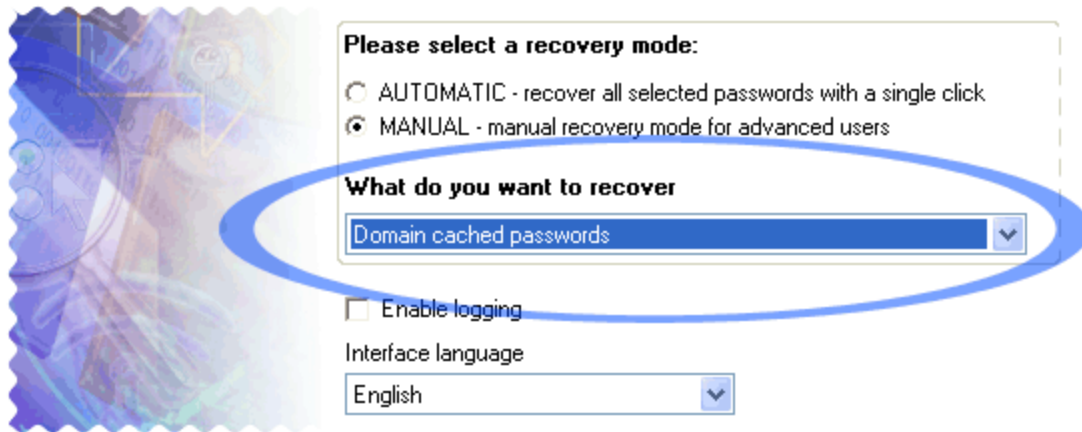 Please select a recovery mode:
AUTOMATIC - recover all selected passwords with a single click
MANUAL - manual recovery mode for advanced users
What do you want to recover
Domain cached passwords
Enable logging
Interface language
English